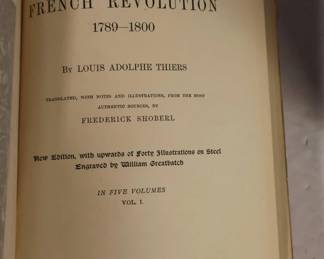 FRENCH REVOLUTION
1789—1800
By LOUIS ADOLPHE THIERS
TRANSLATED, WITH NOTES AND ILLUSTRATIONS, FROM THE MOST
AUTHENTIC SOURCES, BY
FREDERICK SHOBERL
New Edition, with upwards of Forty Illustrations on Steel
Engraved by William Greatbatch
IN FIVE VOLUMES
VOL. I.